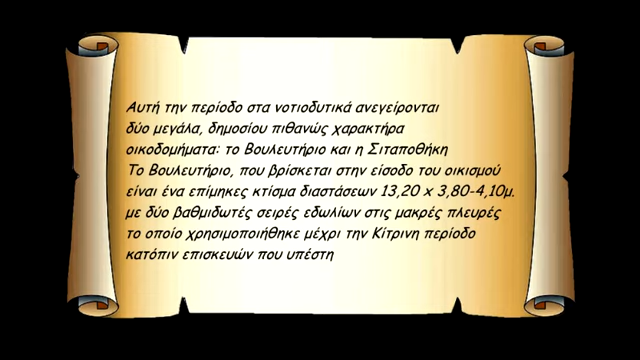 Αυτή την περίοδο στα νοτιοδυτικά ανεγείρονται
δύο μεγάλα, δημοσίου πιθανώς χαρακτήρα
οικοδομήματα: το Βουλευτήριο και η Σιταποθήκη
Το Βουλευτήριο, που βρίσκεται στην είσοδο του οικισμού
είναι ένα επίμηκες κτίσμα διαστάσεων 13,20 x 3,80-4,10μ.
με δύο βαθμιδωτές σειρές εδωλίων στις μακρές πλευρές
το οποίο χρησιμοποιήθηκε μέχρι την Κίτρινη περίοδο
κατόπιν επισκευών που υπέστη